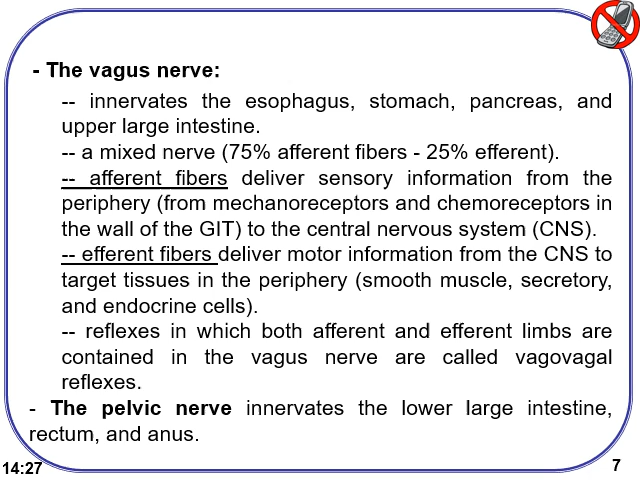 - The vagus nerve:
-- innervates the esophagus, stomach, pancreas, and
upper large intestine.
-- a mixed nerve (75% afferent fibers - 25% efferent).
-- afferent fibers deliver sensory information from the
periphery (from mechanoreceptors and chemoreceptors in
the wall of the GIT) to the central nervous system (CNS).
-- efferent fibers deliver motor information from the CNS to
target tissues in the periphery (smooth muscle, secretory,
and endocrine cells).
-- reflexes in which both afferent and efferent limbs are
contained in the vagus nerve are called vagovagal
reflexes.
- The pelvic nerve innervates the lower large intestine,
rectum, and anus.
14:27
7